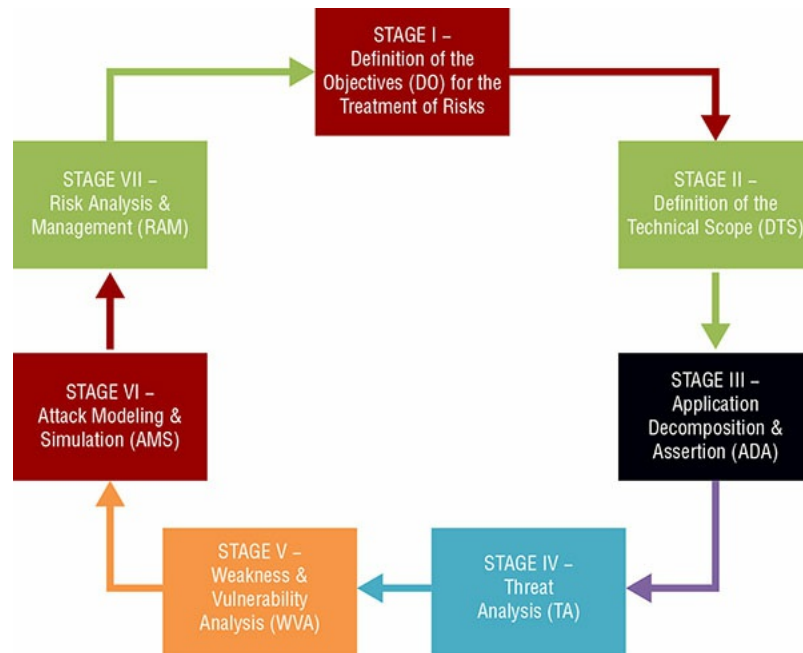 STAGE I –
Definition of the
Objectives (DO) for the
Treatment of Risks
STAGE II –
Definition of the
Technical Scope (DTS)
STAGE III –
Application
Decomposition &
Assertion (ADA)
STAGE IV –
Threat
Analysis (TA)
STAGE V –
Weakness &
Vulnerability
Analysis (WVA)
STAGE VI –
Attack Modeling &
Simulation (AMS)
STAGE VII –
Risk Analysis &
Management (RAM)